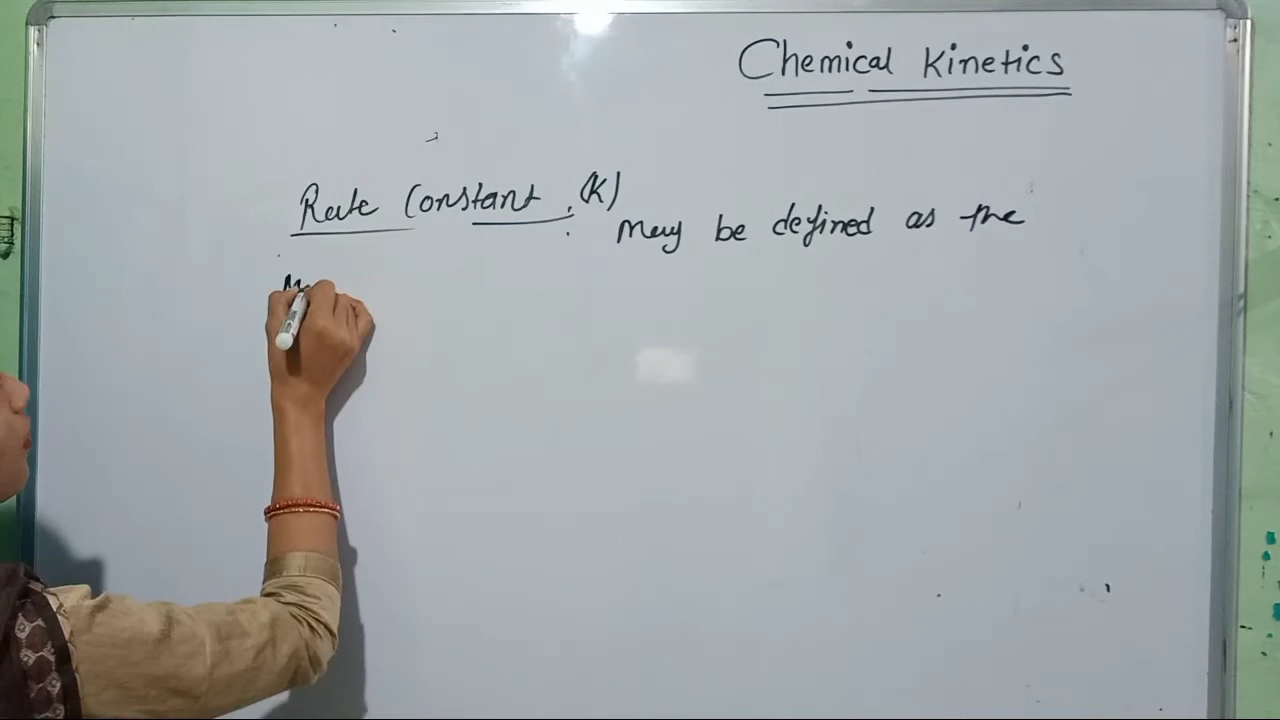 Chemical Kinetics
Rate Constant (K) may be defined as the